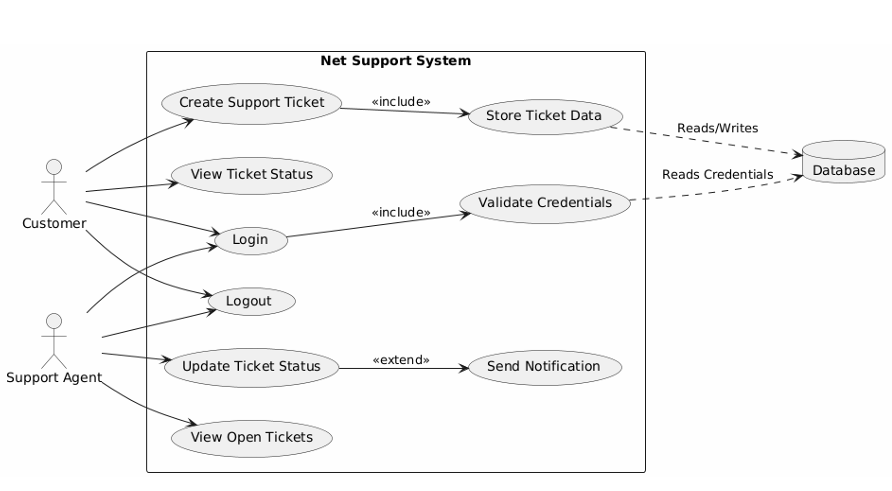 Net Support System
Create Support Ticket
«include»
Store Ticket Data
Reads/Writes
Database
View Ticket Status
Reads Credentials
Customer
«include»
Validate Credentials
Login
Logout
Support Agent
Update Ticket Status
«extend»
Send Notification
View Open Tickets